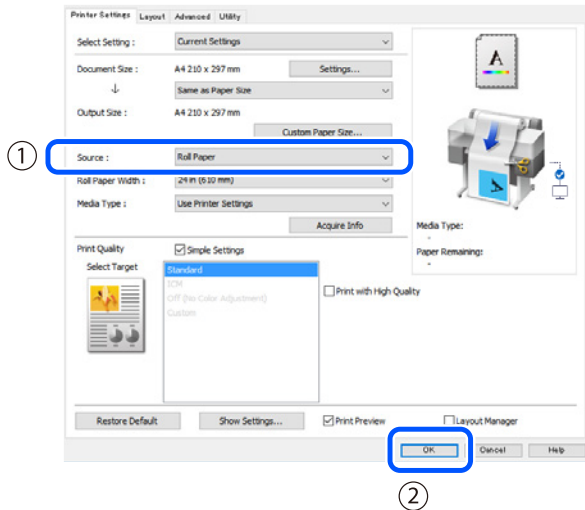 Printer Settings Layout Advanced Utility
Select Setting : Current Settings
Document Size : A4 210 x 297 mm Settings...
↓ Same as Paper Size
Output Size : A4 210 x 297 mm
Custom Paper Size...
① Source : Roll Paper
Roll Paper Width : 24 in (610 mm)
Media Type : Use Printer Settings
Acquire Info
A
Media Type:
-
Paper Remaining:
-
Print Quality Simple Settings
Select Target
Standard
ICM
Off (No Color Adjustment)
Custom
Print with High Quality
Restore Default Show Settings... Print Preview Layout Manager
OK Cancel Help
②